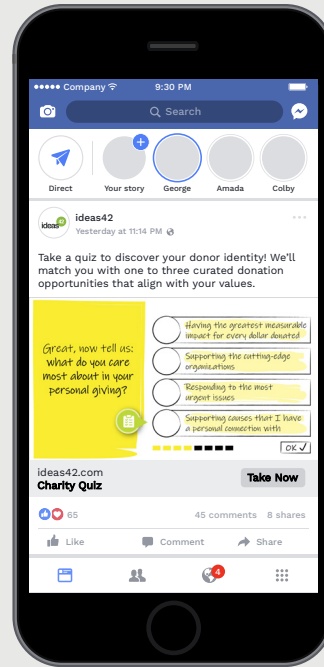 Company
9:30 PM
Search
Direct
Your story
George
Amada
Colby
ideas42
ideas42
Yesterday at 11:14 PM
Take a quiz to discover your donor identity! We'll
match you with one to three curated donation
opportunities that align with your values.
Great, now tell us:
what do you care
most about in your
personal giving?
Having the greatest measurable
impact for every dollar donated
Supporting the cutting-edge
organizations
Responding to the most
urgent issues
Supporting causes that I have
a personal connection with
OK
ideas42.com
Charity Quiz
Take Now
65
45 comments 8 shares
Like
Comment
Share
4